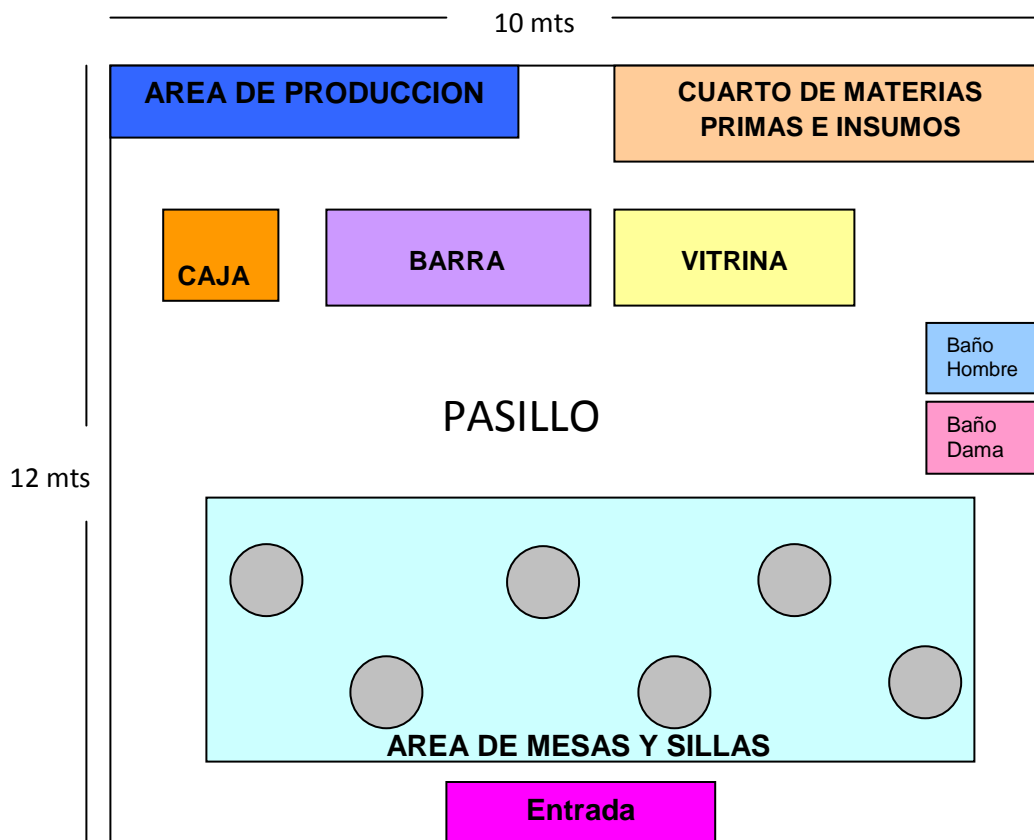 10 mts
AREA DE PRODUCCION
CUARTO DE MATERIAS
PRIMAS E INSUMOS
CAJA
BARRA
VITRINA
Baño
Hombre
PASILLO
Baño
Dama
12 mts
AREA DE MESAS Y SILLAS
Entrada